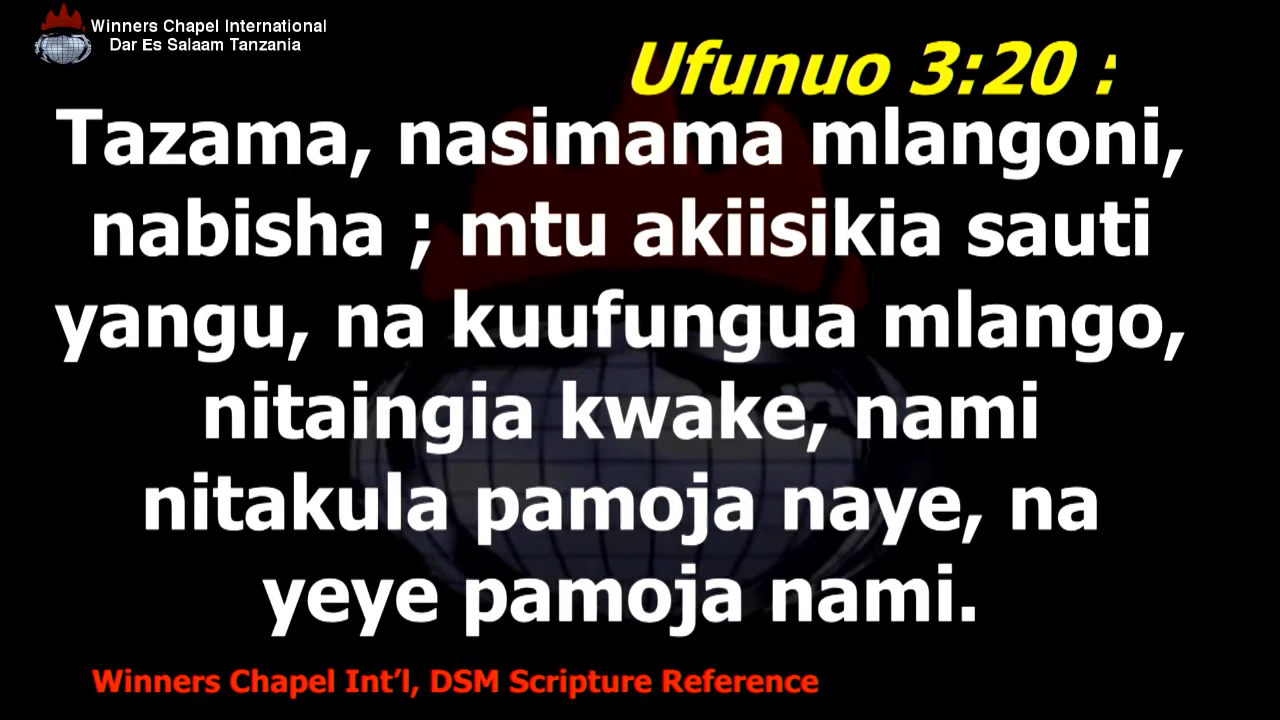 Winners Chapel International
Dar Es Salaam Tanzania
Ufunuo 3:20 :
Tazama, nasimama mlangoni,
nabisha ; mtu akiisikia sauti
yangu, na kuufungua mlango,
nitaingia kwake, nami
nitakula pamoja naye, na
yeye pamoja nami.
Winners Chapel Int’l, DSM Scripture Reference